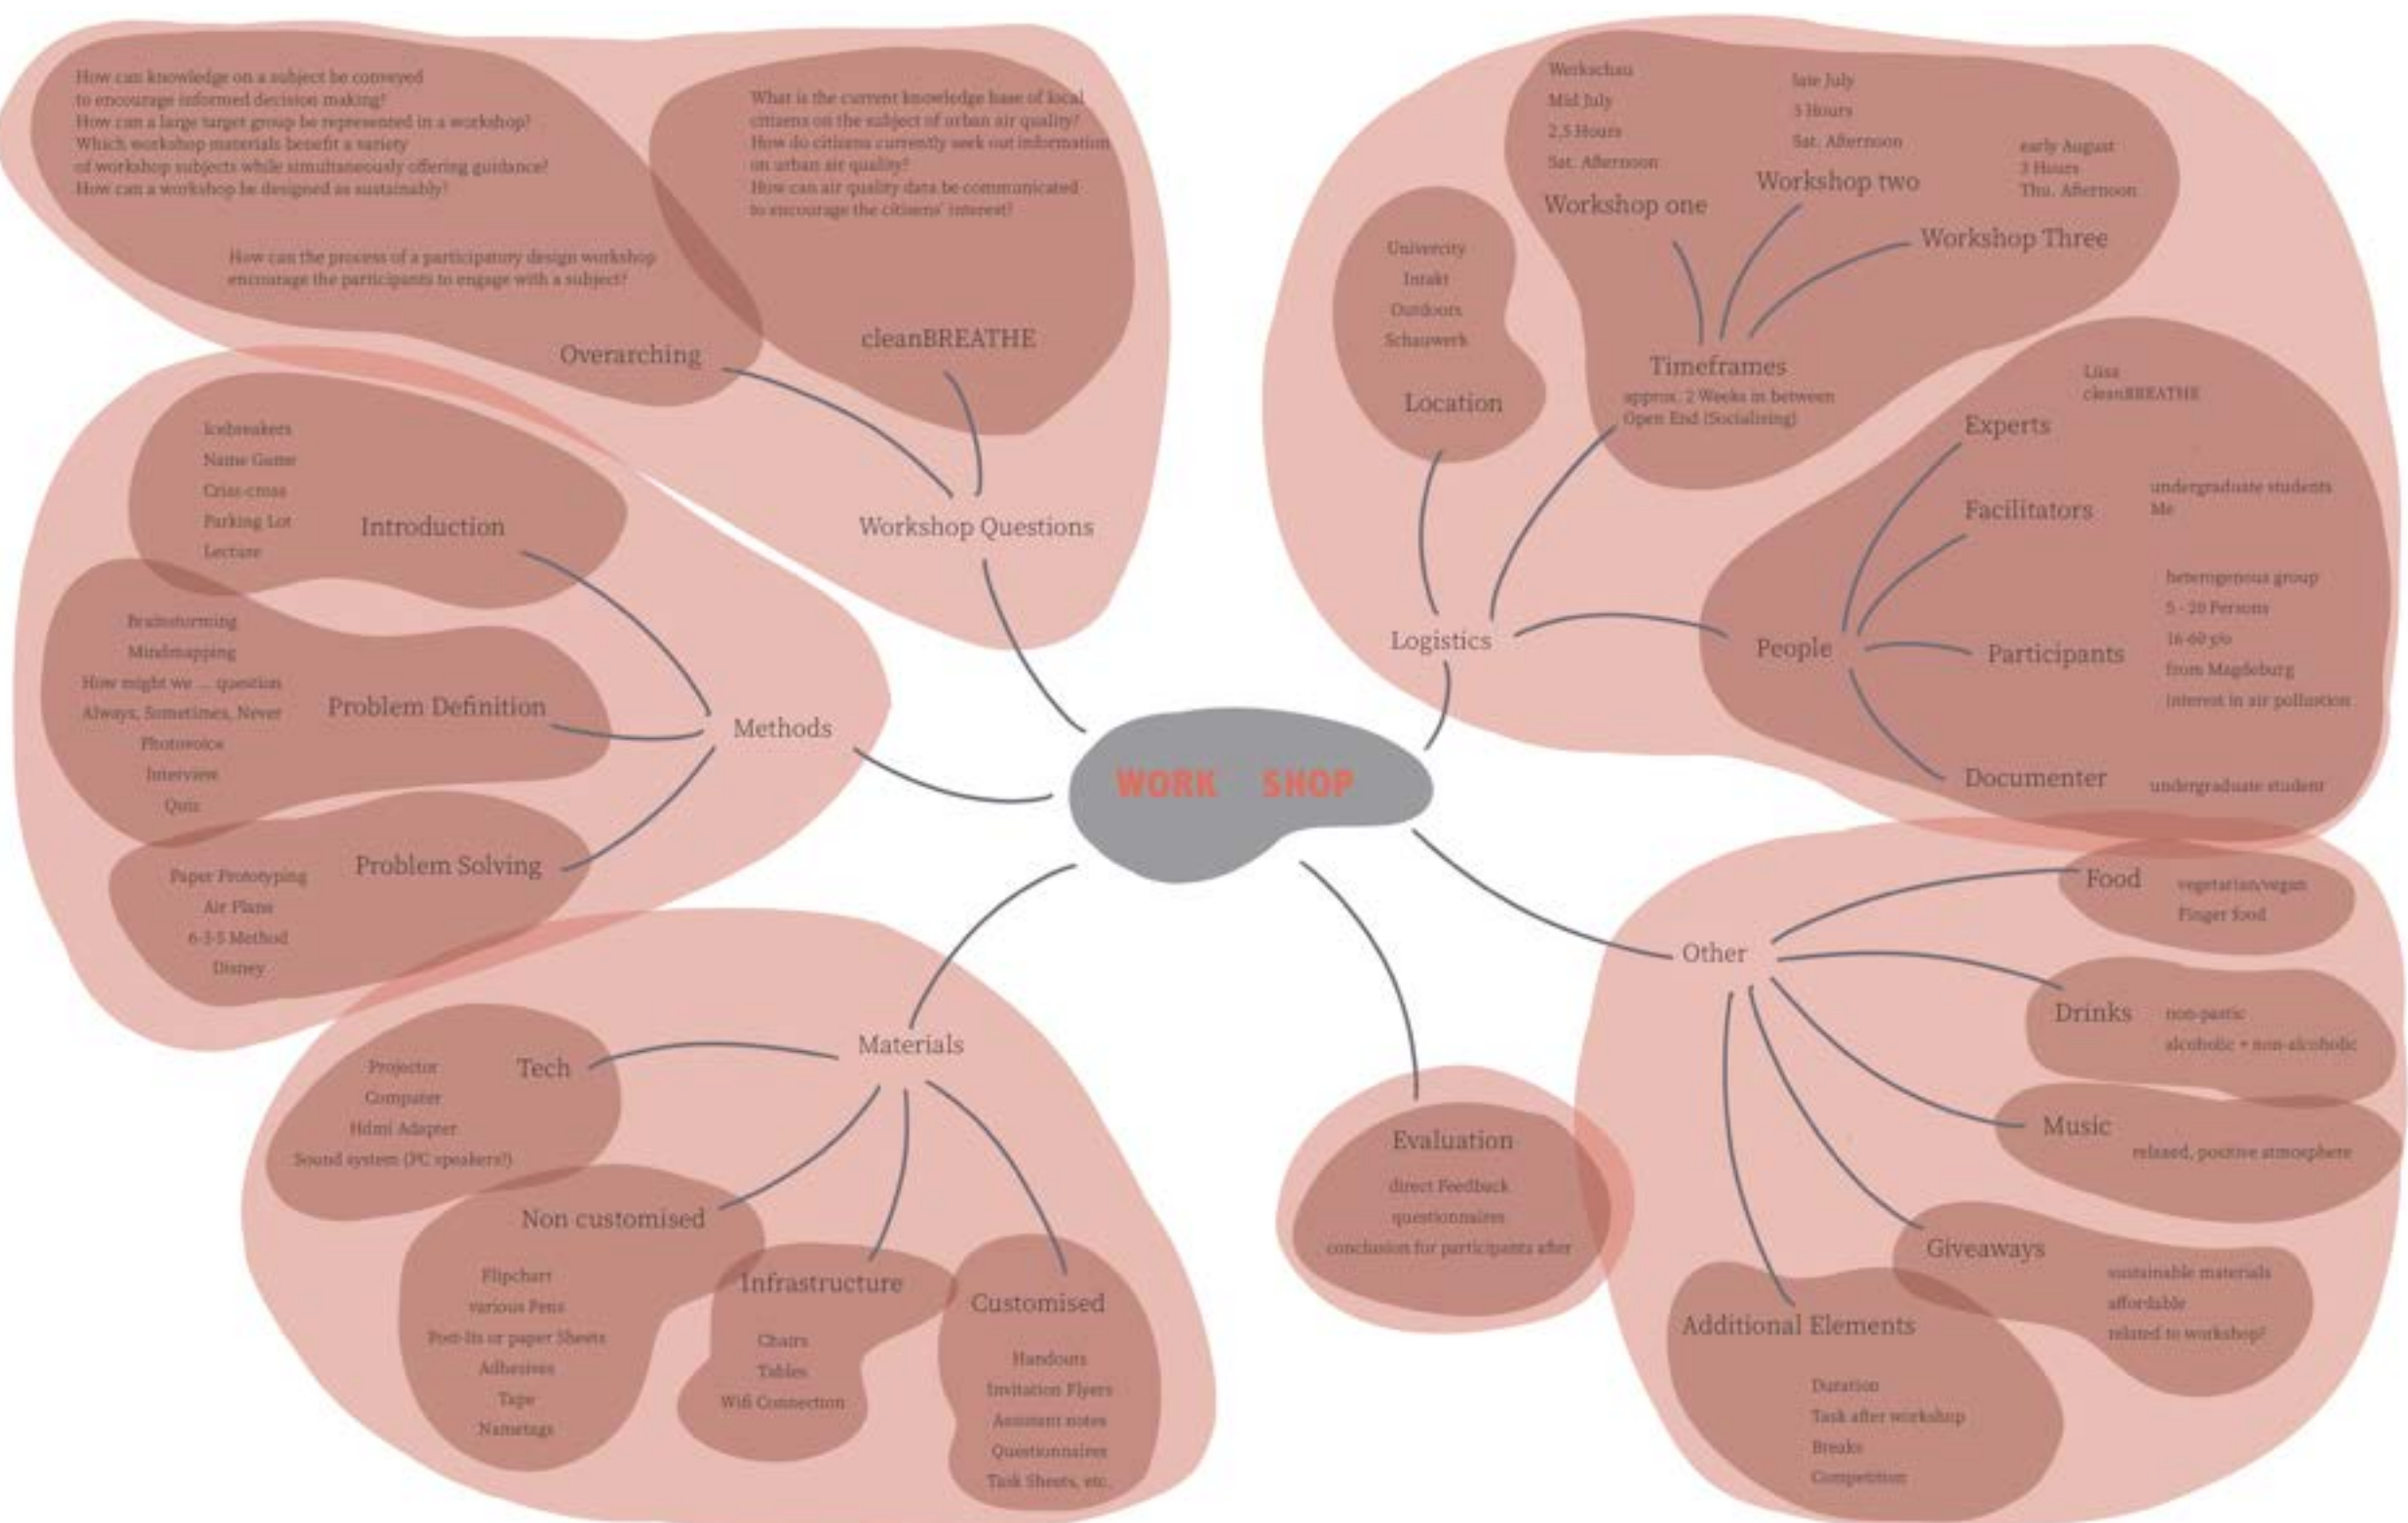 How can knowledge on a subject be conveyed
to encourage informed decision making?
How can a large target group be represented in a workshop?
Which workshop materials benefit a variety
of workshop subjects while simultaneously offering guidance?
How can a workshop be designed as sustainably?
How can the process of a participatory design workshop
encourage the participants to engage with a subject?
Overarching
What is the current knowledge base of local
citizens on the subject of urban air quality?
How do citizens currently seek out information
on urban air quality?
How can air quality data be communicated
to encourage the citizens' interest?
cleanBREATHE
Workshop Questions
Icebreakers
Name Game
Criss-cross
Parking Lot
Lecture
Introduction
Brainstorming
Mindmapping
How might we ... question
Always, Sometimes, Never
Photovoice
Interview
Quiz
Problem Definition
Methods
Problem Solving
Paper Prototyping
Air Plane
6-3-5 Method
Disney
WORK SHOP
Univercity
Intakt
Outdoors
Schauwerk
Location
Werkschau
Mid July
2,5 Hours
Sat. Afternoon
Workshop one
late July
3 Hours
Sat. Afternoon
Workshop two
early August
3 Hours
Thu. Afternoon
Workshop Three
Timeframes
approx. 2 Weeks in between
Open End (Socialising)
Logistics
People
Liisa
cleanBREATHE
Experts
Facilitators
undergraduate students
Me
Participants
heterogenous group
5 - 20 Persons
16-60 y/o
from Magdeburg
interest in air pollustion
Documenter
undergraduate student
Materials
Tech
Projector
Computer
Hdmi Adapter
Sound system (PC speakers?)
Non customised
Flipchart
various Pens
Post-Its or paper Sheets
Adhesives
Tape
Nametags
Infrastructure
Chairs
Tables
Wifi Connection
Customised
Handouts
Invitation Flyers
Assistant notes
Questionnaires
Task Sheets, etc.
Evaluation
direct Feedback
questionnaires
conclusion for participants after
Other
Food
vegetarian/vegan
Finger food
Drinks
non-pastic
alcoholic + non-alcoholic
Music
relaxed, positive atmosphere
Giveaways
sustainable materials
affordable
related to workshop?
Additional Elements
Duration
Task after workshop
Breaks
Competition